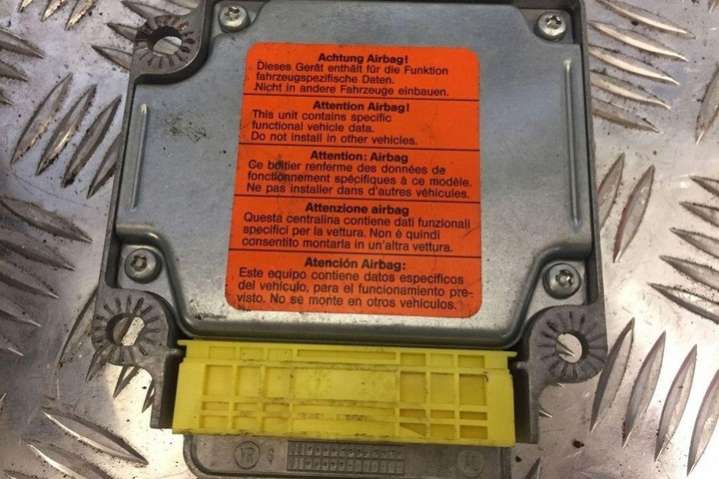 Achtung Airbag!
Dieses Gerät enthält für die Funktion
fahrzeugspezifische Daten.
Nicht in andere Fahrzeuge einbauen.
Attention Airbag!
This unit contains specific
functional vehicle data.
Do not install in other vehicles.
Attention: Airbag
Ce boîtier renferme des données de
fonctionnement spécifiques à ce modèle.
Ne pas installer dans d'autres véhicules.
Attenzione airbag
Questa centralina contiene dati funzionali
specifici per la vettura. Non é quindi
consentito montarla in un'altra vettura.
Atención Airbag:
Este equipo contiene datos específicos
del vehículo, para el funcionamiento pre-
visto. No se monte en otros vehículos.